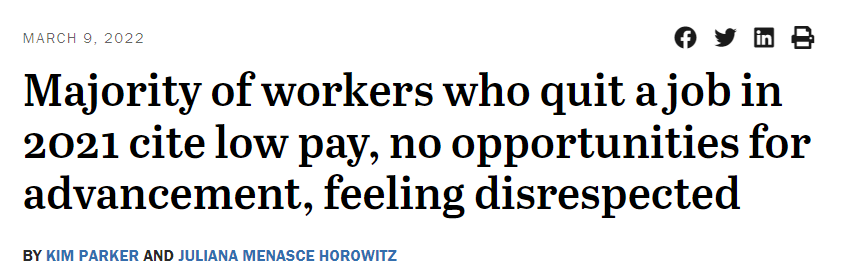 MARCH 9, 2022
Majority of workers who quit a job in
2021 cite low pay, no opportunities for
advancement, feeling disrespected
BY KIM PARKER AND JULIANA MENASCE HOROWITZ